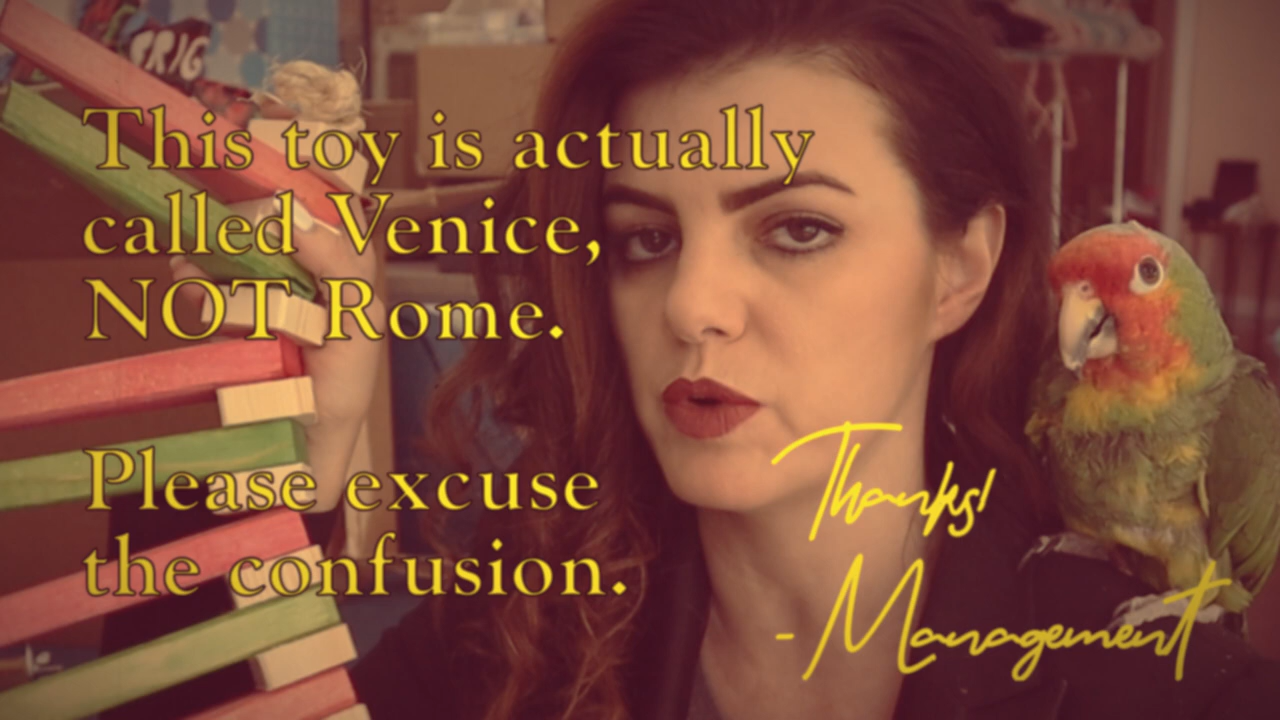 This toy is actually
called Venice,
NOT Rome.
Please excuse
the confusion.
Thanks!
- Management